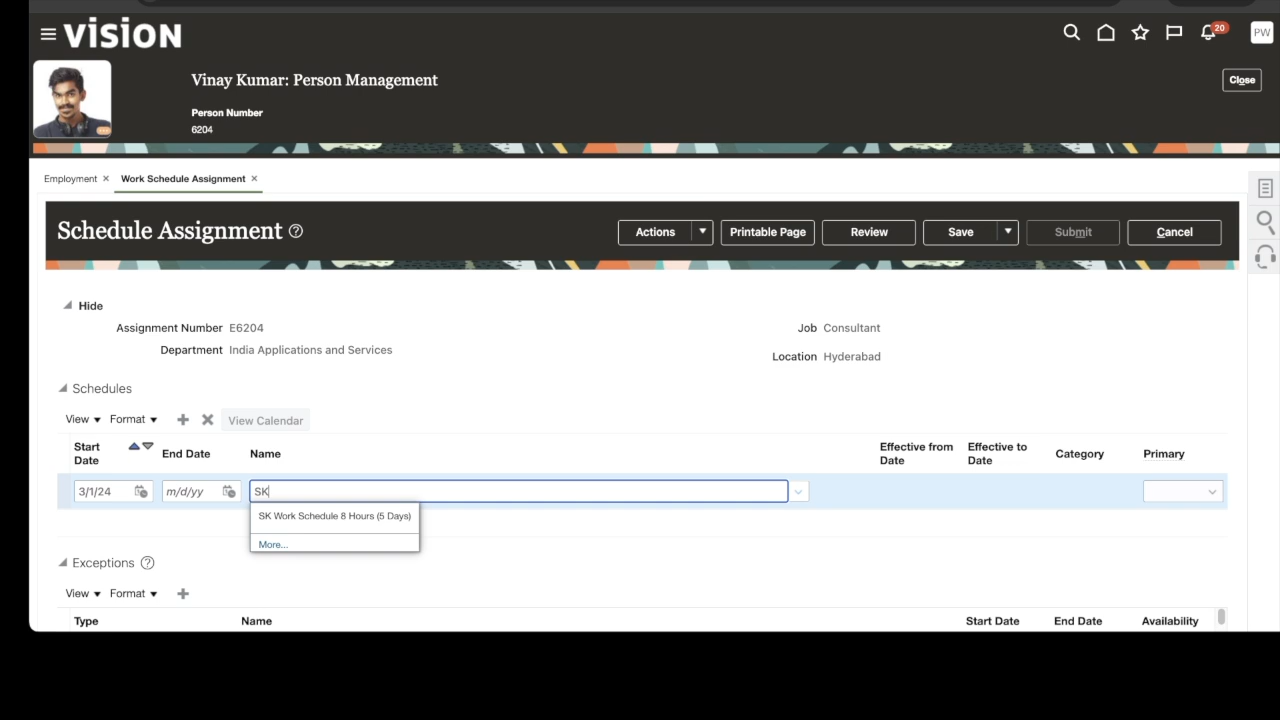 vision
20
PW
Vinay Kumar: Person Management
Close
Person Number
6204
Employment
Work Schedule Assignment
Schedule Assignment
Actions
Printable Page
Review
Save
Submit
Cancel
Hide
Assignment Number E6204
Job Consultant
Department India Applications and Services
Location Hyderabad
Schedules
View Format
View Calendar
Start Date
End Date
Name
Effective from Date
Effective to Date
Category
Primary
3/1/24
m/d/yy
SK
SK Work Schedule 8 Hours (5 Days)
More...
Exceptions
View Format
Type
Name
Start Date
End Date
Availability